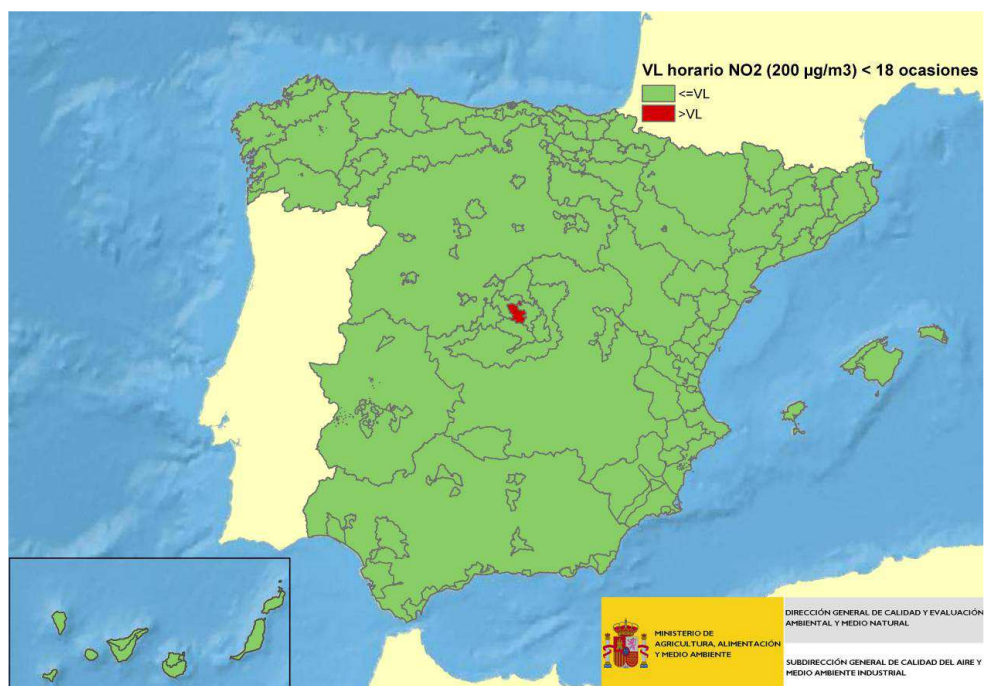 VL horario NO2 (200 µg/m3) < 18 ocasiones
<=VL
>VL
MINISTERIO DE
AGRICULTURA, ALIMENTACIÓN
Y MEDIO AMBIENTE
DIRECCIÓN GENERAL DE CALIDAD Y EVALUACIÓN
AMBIENTAL Y MEDIO NATURAL
SUBDIRECCIÓN GENERAL DE CALIDAD DEL AIRE Y
MEDIO AMBIENTE INDUSTRIAL